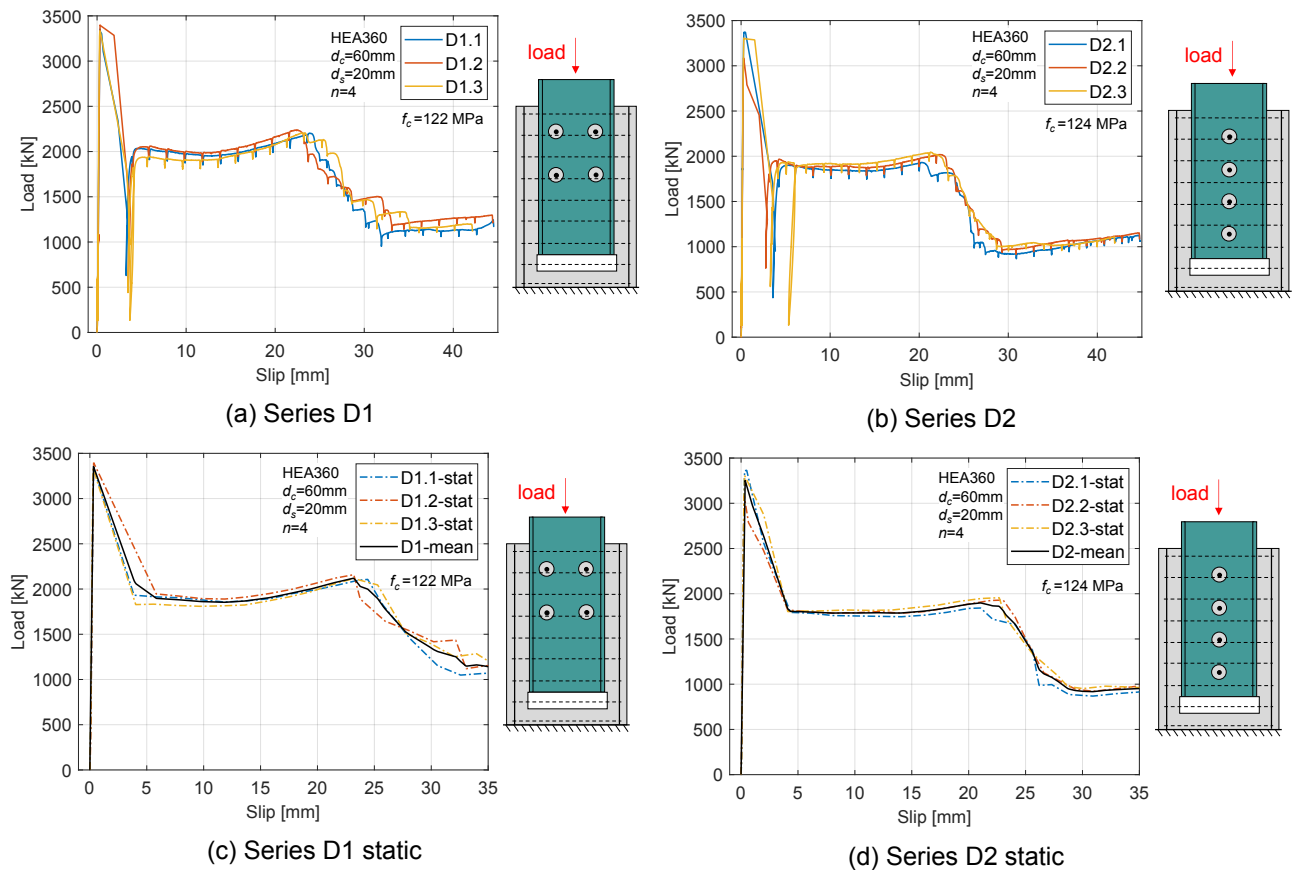 3500
3000
2500
2000
1500
1000
500
0
Load [kN]
0 10 20 30 40
Slip [mm]
HEA360
d_c=60mm
d_s=20mm
n=4
D1.1
D1.2
D1.3
f_c=122 MPa
load
(a) Series D1
3500
3000
2500
2000
1500
1000
500
0
Load [kN]
0 10 20 30 40
Slip [mm]
HEA360
d_c=60mm
d_s=20mm
n=4
D2.1
D2.2
D2.3
f_c=124 MPa
load
(b) Series D2
3500
3000
2500
2000
1500
1000
500
0
Load [kN]
0 5 10 15 20 25 30 35
Slip [mm]
HEA360
d_c=60mm
d_s=20mm
n=4
D1.1-stat
D1.2-stat
D1.3-stat
D1-mean
f_c=122 MPa
load
(c) Series D1 static
3500
3000
2500
2000
1500
1000
500
0
Load [kN]
0 5 10 15 20 25 30 35
Slip [mm]
HEA360
d_c=60mm
d_s=20mm
n=4
D2.1-stat
D2.2-stat
D2.3-stat
D2-mean
f_c=124 MPa
load
(d) Series D2 static